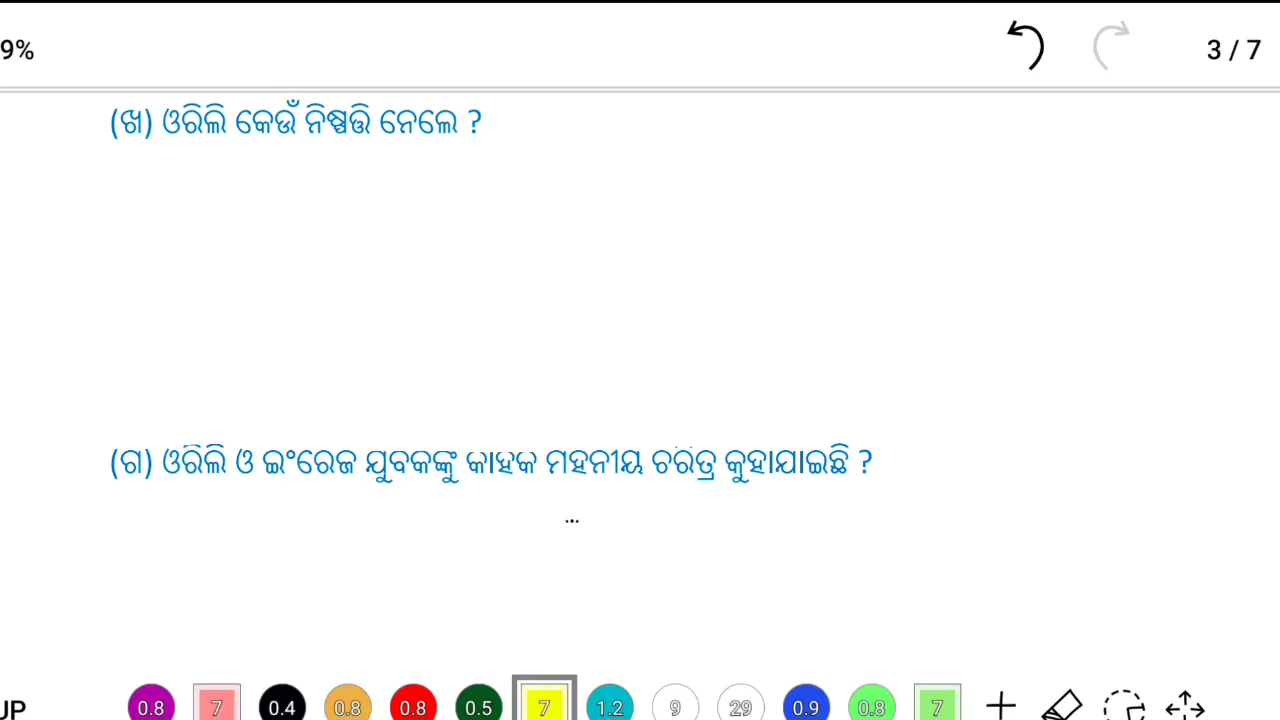 9%
3 / 7
(ଖ) ଓରିଲି କେଉଁ ନିଷ୍ପତ୍ତି ନେଲେ ?
(ଗ) ଓରିଲି ଓ ଇଂରେଜ ଯୁବକଙ୍କୁ କାହିଁକି ମହନୀୟ ଚରିତ୍ର କୁହାଯାଇଛି ?
...
UP 0.8 7 0.4 0.8 0.8 0.5 7 1.2 9 29 0.9 0.8 7